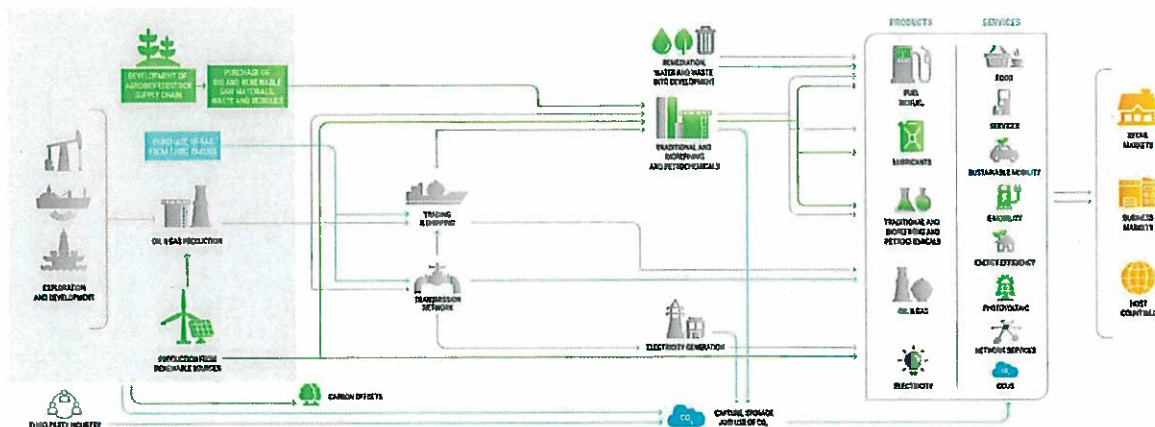 DEVELOPMENT OF
AGROBIOFEEDSTOCK
SUPPLY CHAIN
PURCHASE OF
BIO AND RENEWABLE
RAW MATERIALS,
WASTE AND RESIDUES
PURCHASE OF GAS
FROM THIRD PARTIES
OIL & GAS PRODUCTION
EXPLORATION
AND DEVELOPMENT
PRODUCTION FROM
RENEWABLE SOURCES
THIRD PARTY INDUSTRY
CARBON OFFSETS
TRADING
& SHIPPING
TRANSMISSION
NETWORK
REMEDIATION,
WATER AND WASTE
INTO DEVELOPMENT
TRADITIONAL AND
BIOREFINING
AND PETROCHEMICALS
ELECTRICITY GENERATION
CO₂
CAPTURE, STORAGE
AND USE OF CO₂
PRODUCTS
FUEL
BIOFUEL
LUBRICANTS
TRADITIONAL AND
BIOREFINING AND
PETROCHEMICALS
OIL & GAS
ELECTRICITY
SERVICES
FOOD
SERVICES
SUSTAINABLE MOBILITY
E-MOBILITY
ENERGY EFFICIENCY
PHOTOVOLTAIC
NETWORK SERVICES
CCUS
RETAIL
MARKETS
BUSINESS
MARKETS
HOST
COUNTRIES